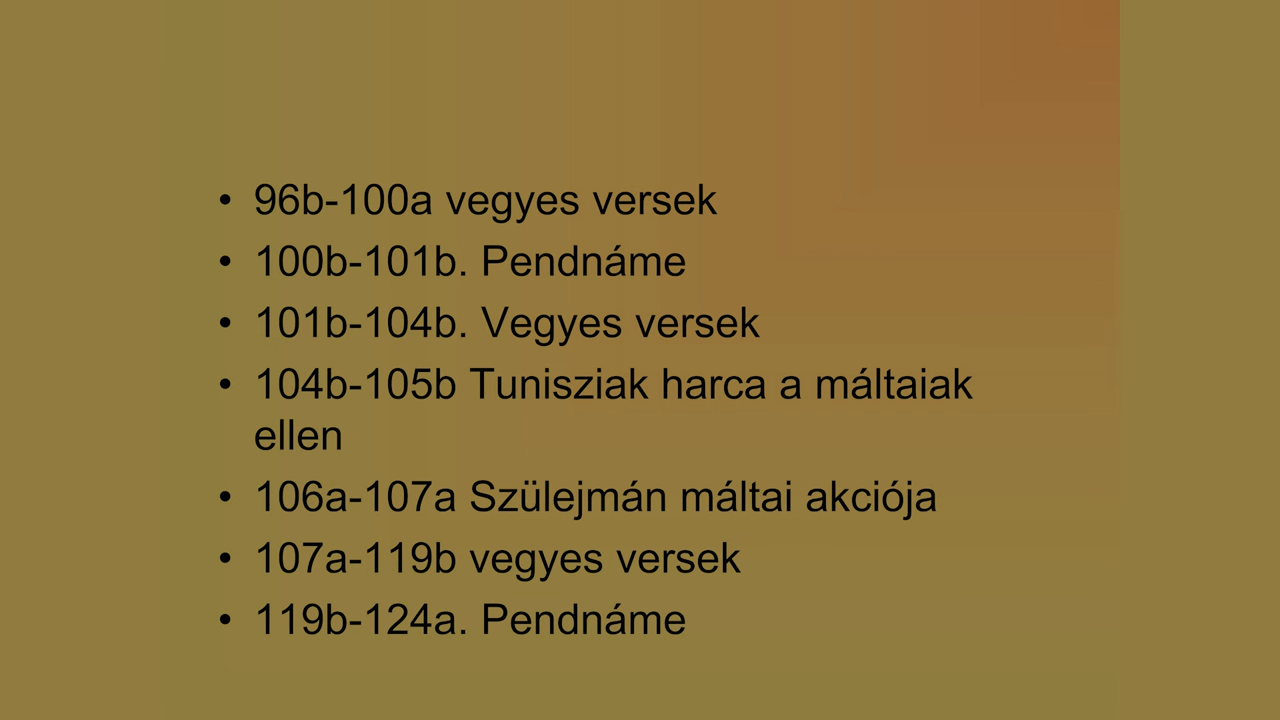 • 96b-100a vegyes versek
• 100b-101b. Pendnáme
• 101b-104b. Vegyes versek
• 104b-105b Tunisziak harca a máltaiak
ellen
• 106a-107a Szülejmán máltai akciója
• 107a-119b vegyes versek
• 119b-124a. Pendnáme